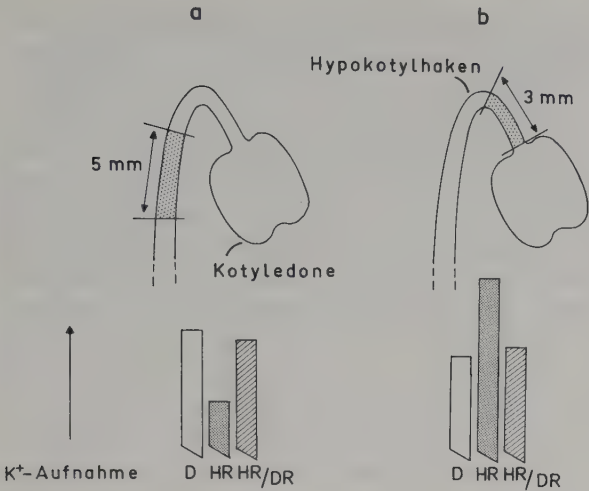 a
b
Hypokotylhaken
3 mm
5 mm
Kotyledone
K⁺-Aufnahme
D HR HR/DR
D HR HR/DR